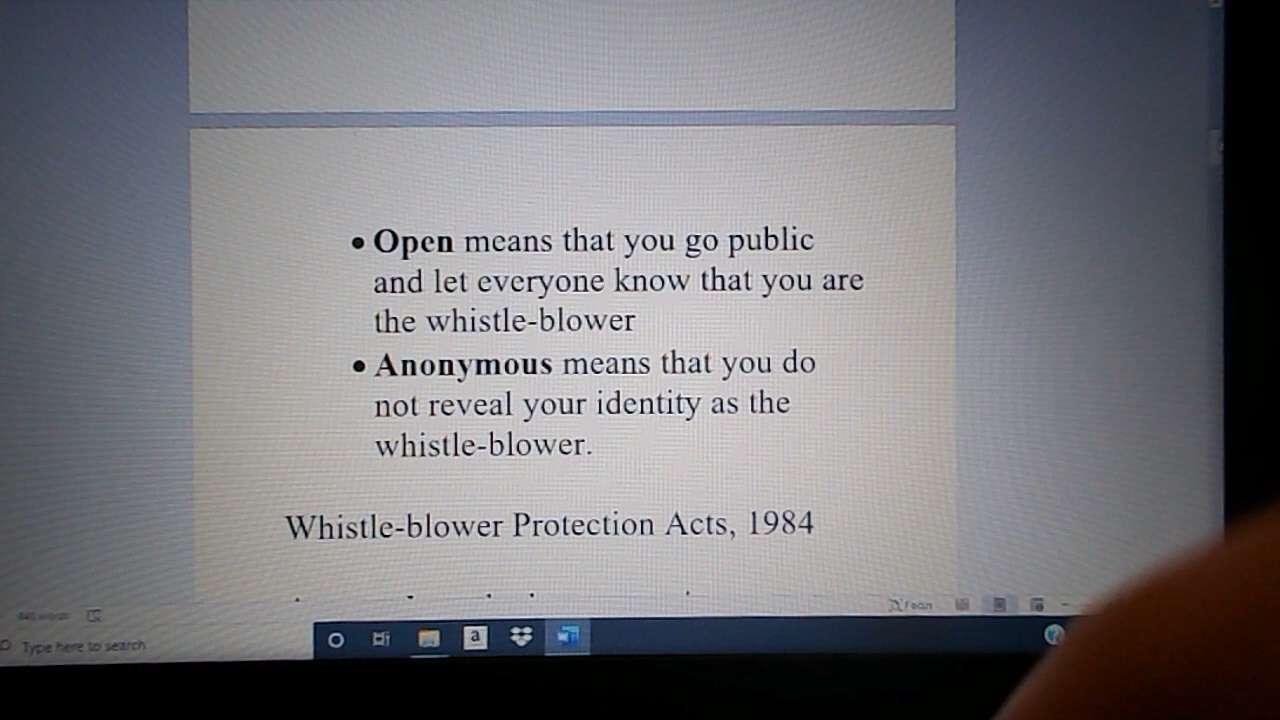 • Open means that you go public
and let everyone know that you are
the whistle-blower
• Anonymous means that you do
not reveal your identity as the
whistle-blower.
Whistle-blower Protection Acts, 1984
Focus
Type here to search
a